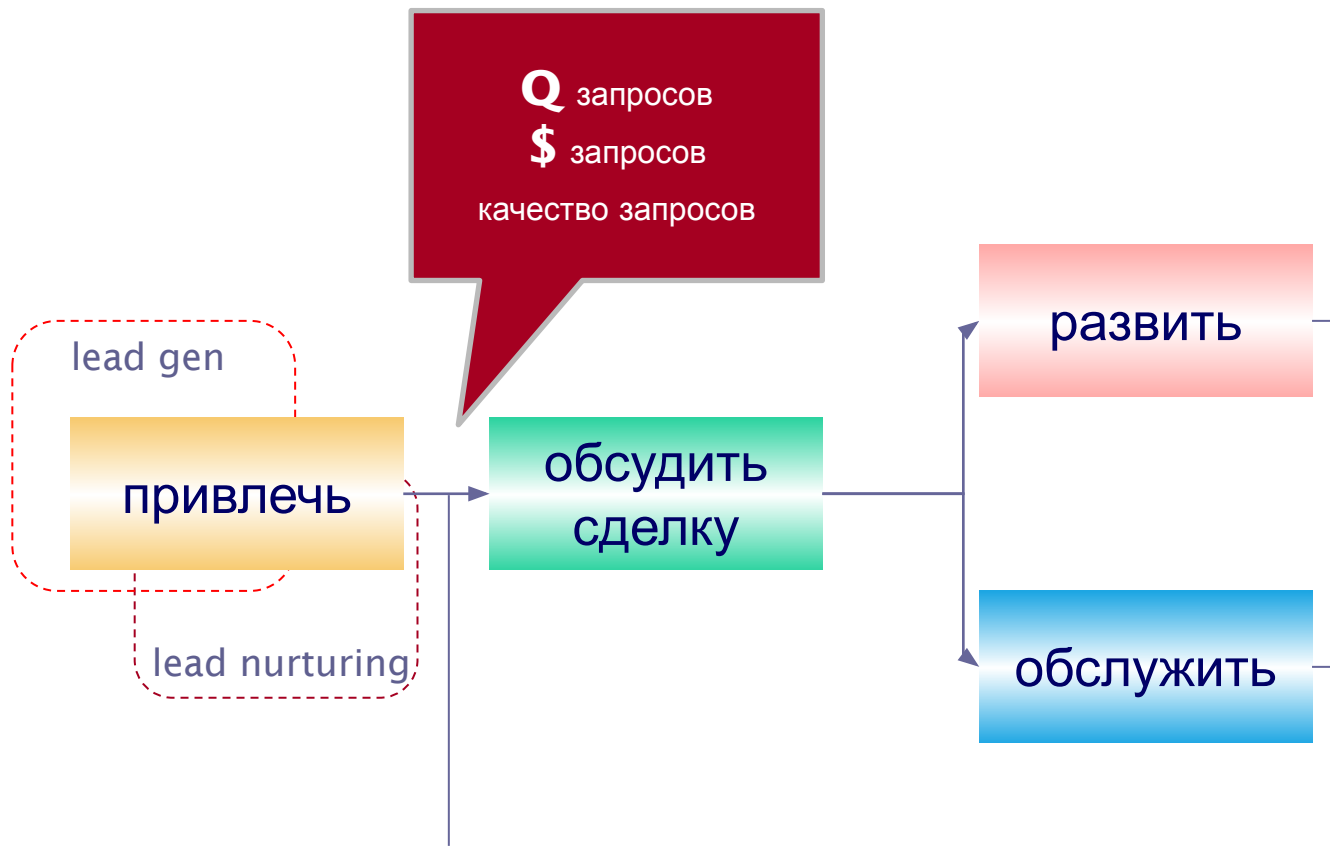 Q запросов
$ запросов
качество запросов
lead gen
привлечь
lead nurturing
обсудить
сделку
развить
обслужить